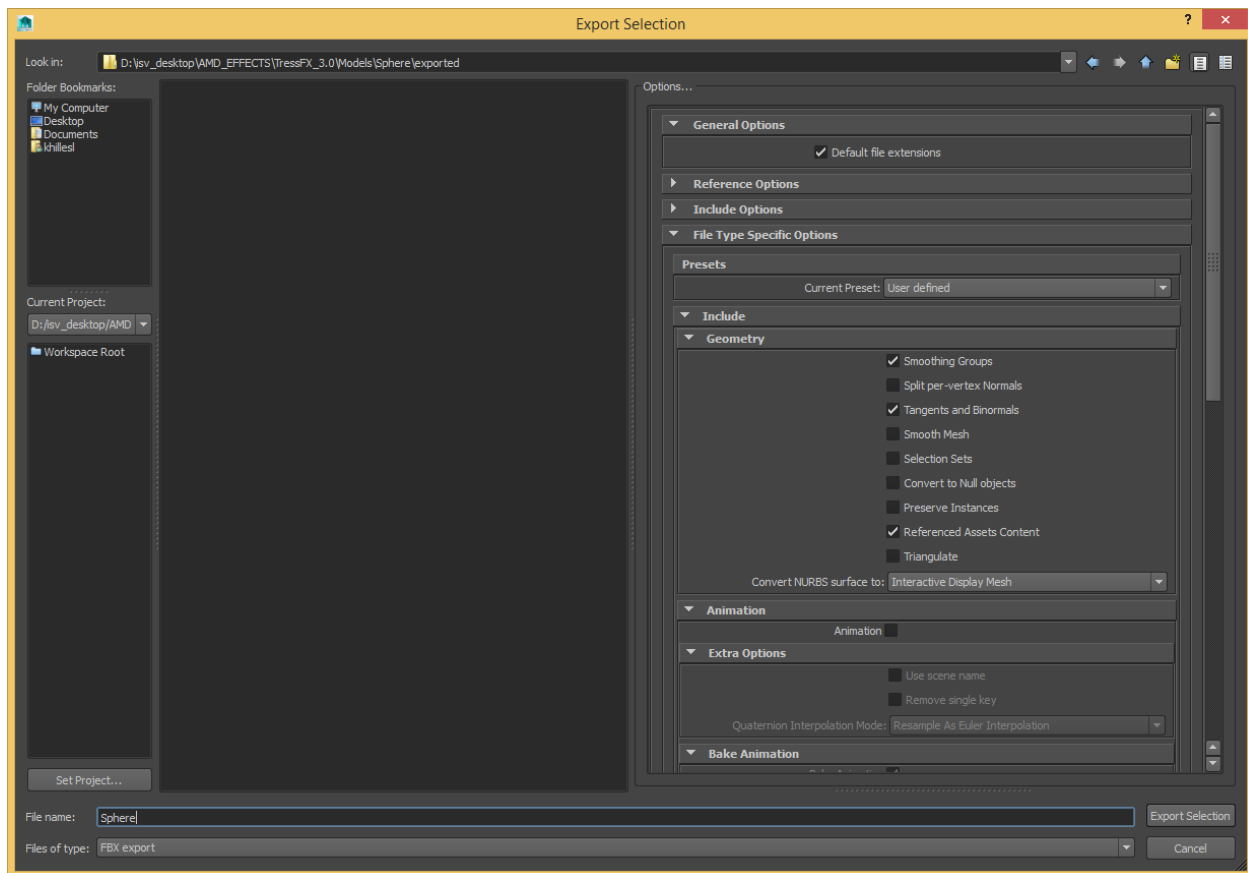 Export Selection
?
Look in:
D:\isv_desktop\AMD_EFFECTS\TressFX_3.0\Models\Sphere\exported
Folder Bookmarks:
My Computer
Desktop
Documents
khillesl
Current Project:
D:/isv_desktop/AMD
Workspace Root
Set Project...
Options...
General Options
Default file extensions
Reference Options
Include Options
File Type Specific Options
Presets
Current Preset: User defined
Include
Geometry
Smoothing Groups
Split per-vertex Normals
Tangents and Binormals
Smooth Mesh
Selection Sets
Convert to Null objects
Preserve Instances
Referenced Assets Content
Triangulate
Convert NURBS surface to: Interactive Display Mesh
Animation
Animation
Extra Options
Use scene name
Remove single key
Quaternion Interpolation Mode: Resample As Euler Interpolation
Bake Animation
File name: Sphere
Export Selection
Files of type: FBX export
Cancel